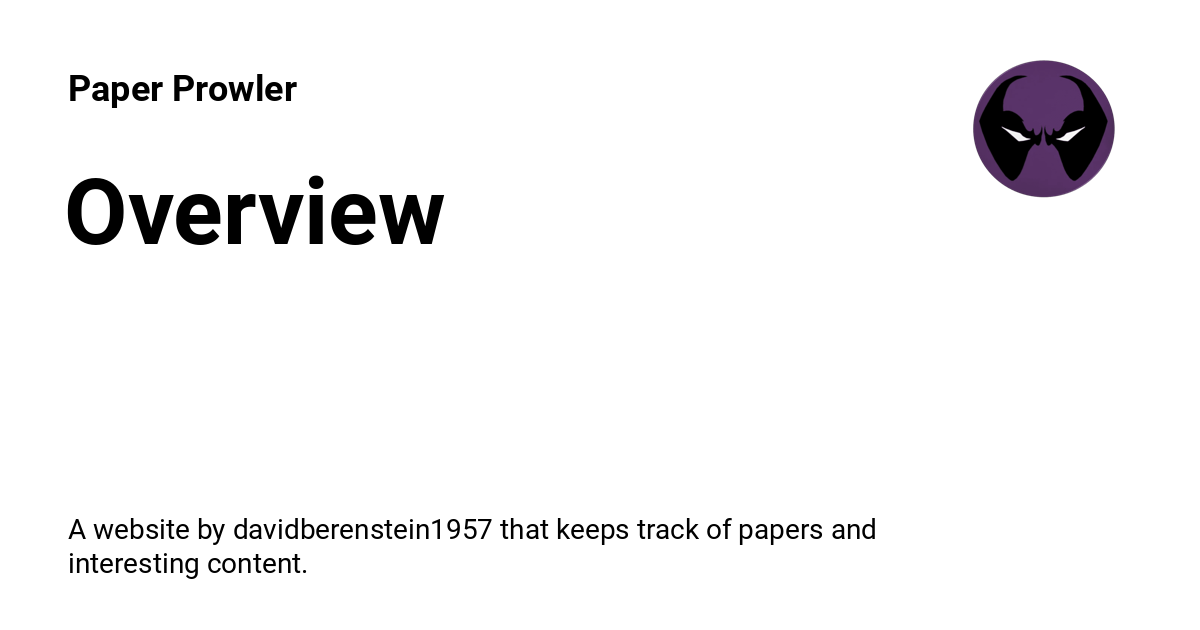 Paper Prowler
Overview
A website by davidberenstein1957 that keeps track of papers and
interesting content.